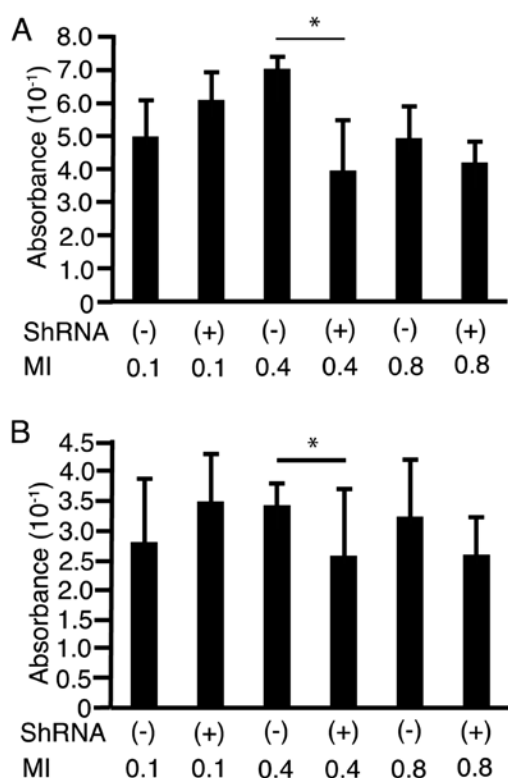 A
*
8.0
7.0
6.0
5.0
4.0
3.0
2.0
1.0
0
Absorbance (10⁻¹)
ShRNA (-) (+) (-) (+) (-) (+)
MI 0.1 0.1 0.4 0.4 0.8 0.8
B
*
4.5
4.0
3.5
3.0
2.5
2.0
1.5
1.0
0.5
0
Absorbance (10⁻¹)
ShRNA (-) (+) (-) (+) (-) (+)
MI 0.1 0.1 0.4 0.4 0.8 0.8